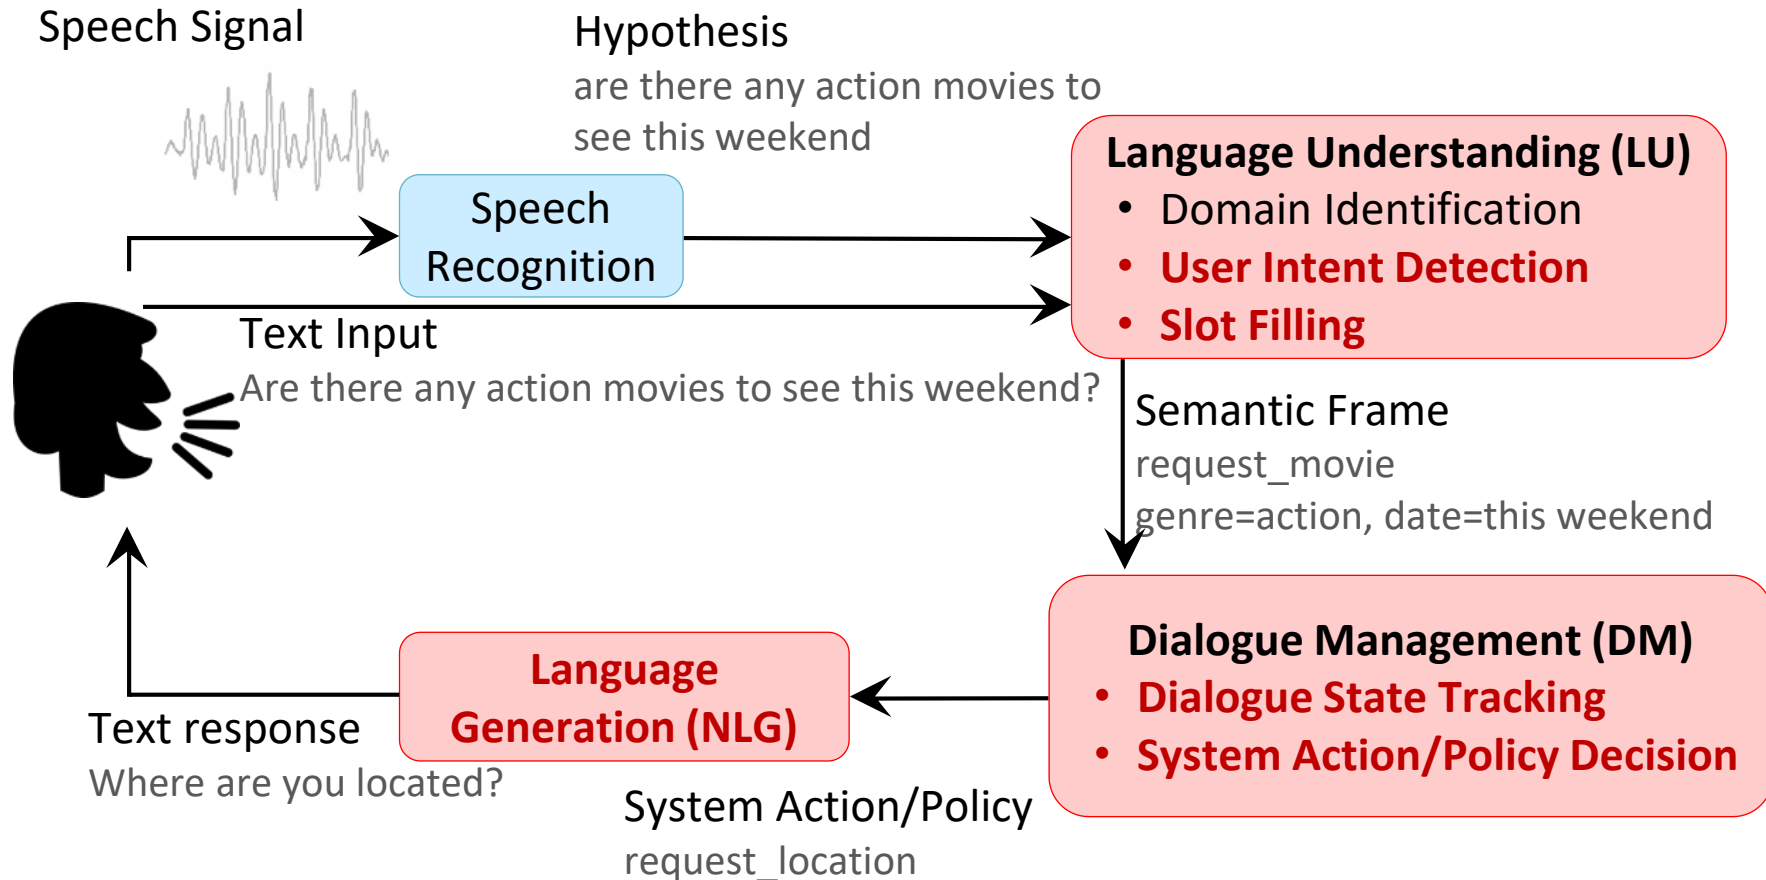 Speech Signal
Hypothesis
are there any action movies to
see this weekend
Speech
Recognition
Language Understanding (LU)
• Domain Identification
• User Intent Detection
• Slot Filling
Text Input
Are there any action movies to see this weekend?
Semantic Frame
request_movie
genre=action, date=this weekend
Dialogue Management (DM)
• Dialogue State Tracking
• System Action/Policy Decision
Language
Generation (NLG)
Text response
Where are you located?
System Action/Policy
request_location